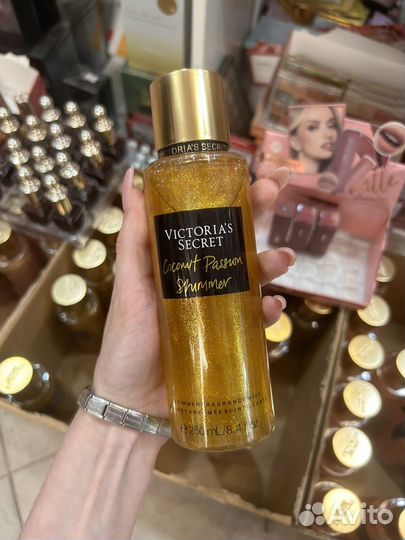 VICTORIA'S SECRET
VICTORIA'S
SECRET
Coconut Passion
Shimmer
250 mL/8.4
Avito